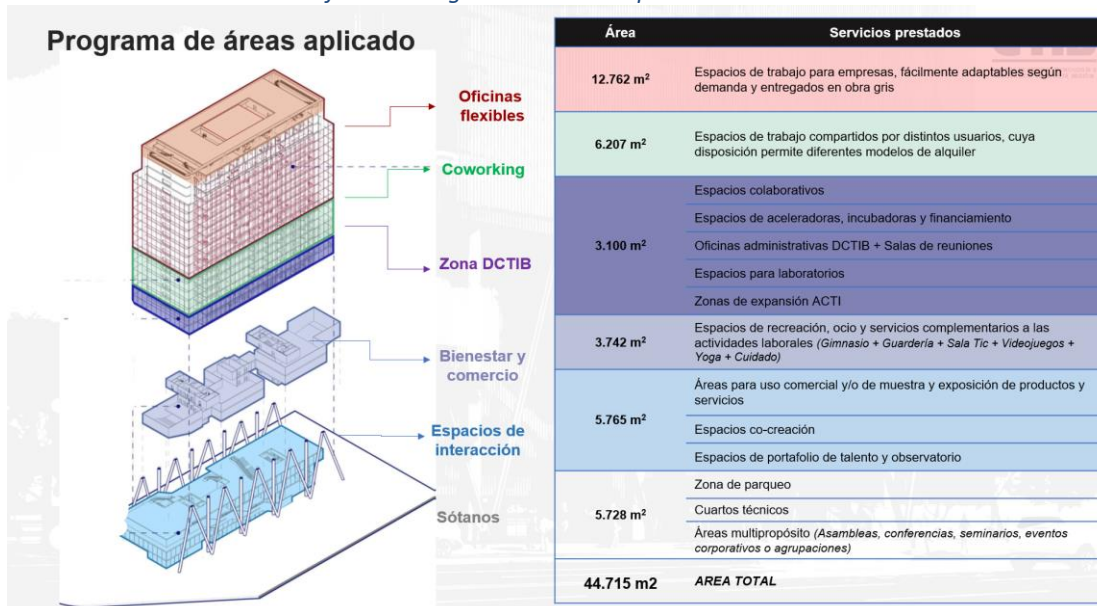 Programa de áreas aplicado
Oficinas
flexibles
Coworking
Zona DCTIB
Bienestar y
comercio
Espacios de
interacción
Sótanos
Área Servicios prestados
12.762 m²
Espacios de trabajo para empresas, fácilmente adaptables según
demanda y entregados en obra gris
6.207 m²
Espacios de trabajo compartidos por distintos usuarios, cuya
disposición permite diferentes modelos de alquiler
3.100 m²
Espacios colaborativos
Espacios de aceleradoras, incubadoras y financiamiento
Oficinas administrativas DCTIB + Salas de reuniones
Espacios para laboratorios
Zonas de expansión ACTI
3.742 m²
Espacios de recreación, ocio y servicios complementarios a las
actividades laborales (Gimnasio + Guardería + Sala Tic + Videojuegos +
Yoga + Cuidado)
5.765 m²
Áreas para uso comercial y/o de muestra y exposición de productos y
servicios
Espacios co-creación
Espacios de portafolio de talento y observatorio
5.728 m²
Zona de parqueo
Cuartos técnicos
Áreas multipropósito (Asambleas, conferencias, seminarios, eventos
corporativos o agrupaciones)
44.715 m2 AREA TOTAL